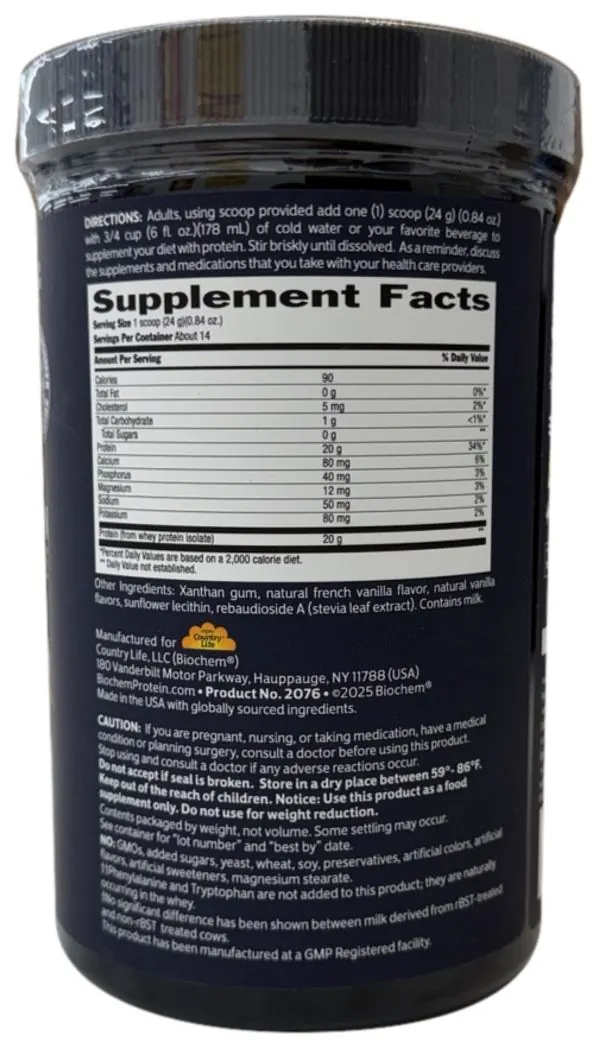 DIRECTIONS: Adults, using scoop provided add one (1) scoop (24 g) (0.84 oz.)
with 3/4 cup (6 fl. oz.)(178 mL) of cold water or your favorite beverage to
supplement your diet with protein. Stir briskly until dissolved. As a reminder, discuss
the supplements and medications that you take with your health care providers.
Supplement Facts
Serving Size 1 scoop (24 g)(0.84 oz.)
Servings Per Container About 14
Amount Per Serving % Daily Value
Calories 90
Total Fat 0 g 0%*
Cholesterol 5 mg 2%*
Total Carbohydrate 1 g <1%*
Total Sugars 0 g **
Protein 20 g 34%*
Calcium 80 mg 6%
Phosphorus 40 mg 3%
Magnesium 12 mg 3%
Sodium 50 mg 2%
Potassium 80 mg 2%
Protein (from whey protein isolate) 20 g **
*Percent Daily Values are based on a 2,000 calorie diet.
** Daily Value not established.
Other Ingredients: Xanthan gum, natural french vanilla flavor, natural vanilla
flavors, sunflower lecithin, rebaudioside A (stevia leaf extract). Contains milk.
Manufactured for Country Life
Country Life, LLC (Biochem®)
180 Vanderbilt Motor Parkway, Hauppauge, NY 11788 (USA)
BiochemProtein.com • Product No. 2076 • ©2025 Biochem®
Made in the USA with globally sourced ingredients.
CAUTION: If you are pregnant, nursing, or taking medication, have a medical
condition or planning surgery, consult a doctor before using this product.
Stop using and consult a doctor if any adverse reactions occur.
Do not accept if seal is broken. Store in a dry place between 59°- 86°F.
Keep out of the reach of children. Notice: Use this product as a food
supplement only. Do not use for weight reduction.
Contents packaged by weight, not volume. Some settling may occur.
See container for "lot number" and "best by" date.
NO: GMOs, added sugars, yeast, wheat, soy, preservatives, artificial colors, artificial
flavors, artificial sweeteners, magnesium stearate.
††Phenylalanine and Tryptophan are not added to this product; they are naturally
occurring in the whey.
†No significant difference has been shown between milk derived from rBST-treated
and non-rBST treated cows.
This product has been manufactured at a GMP Registered facility.